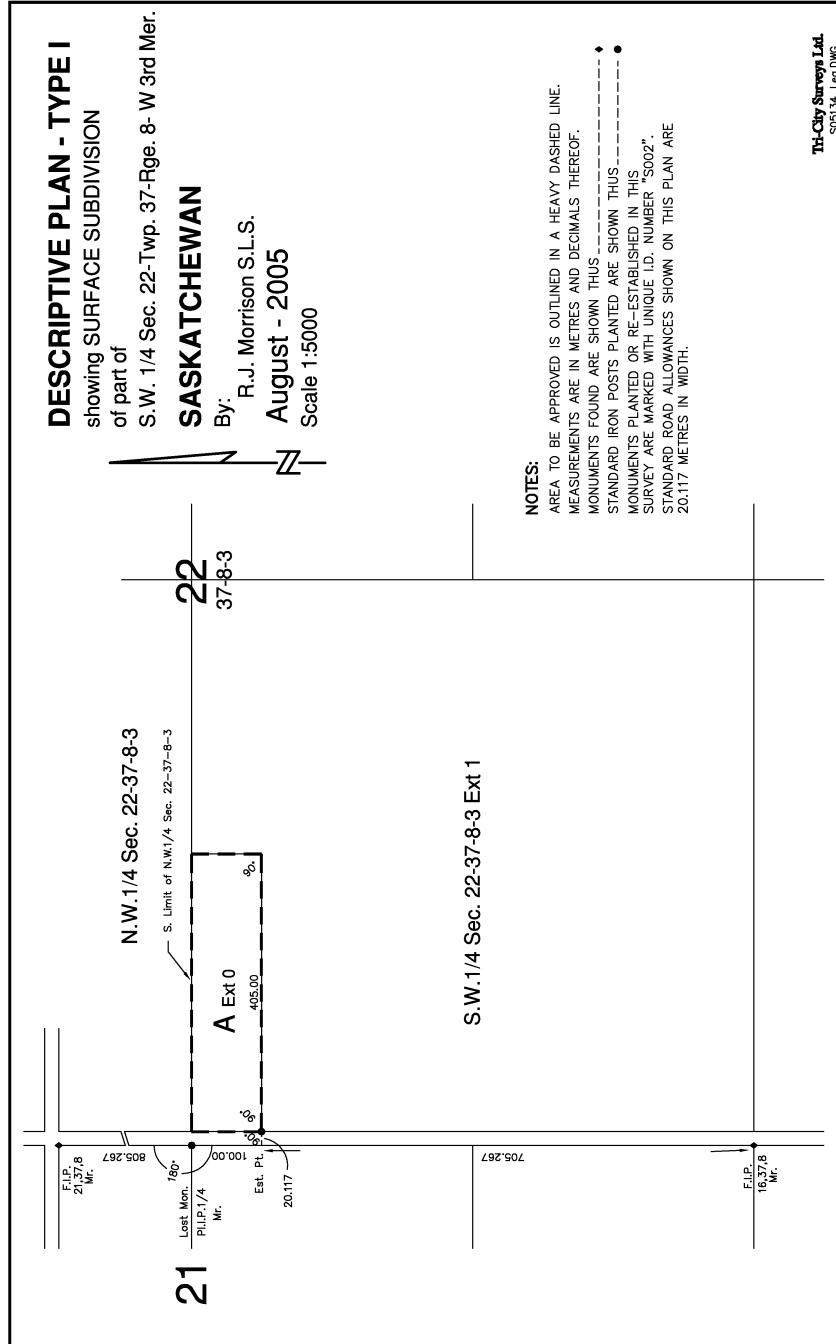 DESCRIPTIVE PLAN - TYPE I
showing SURFACE SUBDIVISION
of part of
S.W. 1/4 Sec. 22-Twp. 37-Rge. 8- W 3rd Mer.
SASKATCHEWAN
By:
R.J. Morrison S.L.S.
August - 2005
Scale 1:5000
N.W.1/4 Sec. 22-37-8-3
S. Limit of N.W.1/4 Sec. 22-37-8-3
22
37-8-3
F.I.P.
21,37,8
Mr.
805.267
180°
Lost Mon.
Pl.I.P.1/4
Mr.
21
100.00
90°
90°
Est. Pt.
20.117
A Ext 0
405.00
90°
S.W.1/4 Sec. 22-37-8-3 Ext 1
705.267
F.I.P.
16,37,8
Mr.
NOTES:
AREA TO BE APPROVED IS OUTLINED IN A HEAVY DASHED LINE.
MEASUREMENTS ARE IN METRES AND DECIMALS THEREOF.
MONUMENTS FOUND ARE SHOWN THUS
STANDARD IRON POSTS PLANTED ARE SHOWN THUS
MONUMENTS PLANTED OR RE-ESTABLISHED IN THIS
SURVEY ARE MARKED WITH UNIQUE I.D. NUMBER "S002".
STANDARD ROAD ALLOWANCES SHOWN ON THIS PLAN ARE
20.117 METRES IN WIDTH.
Tri-City Surveys Ltd.